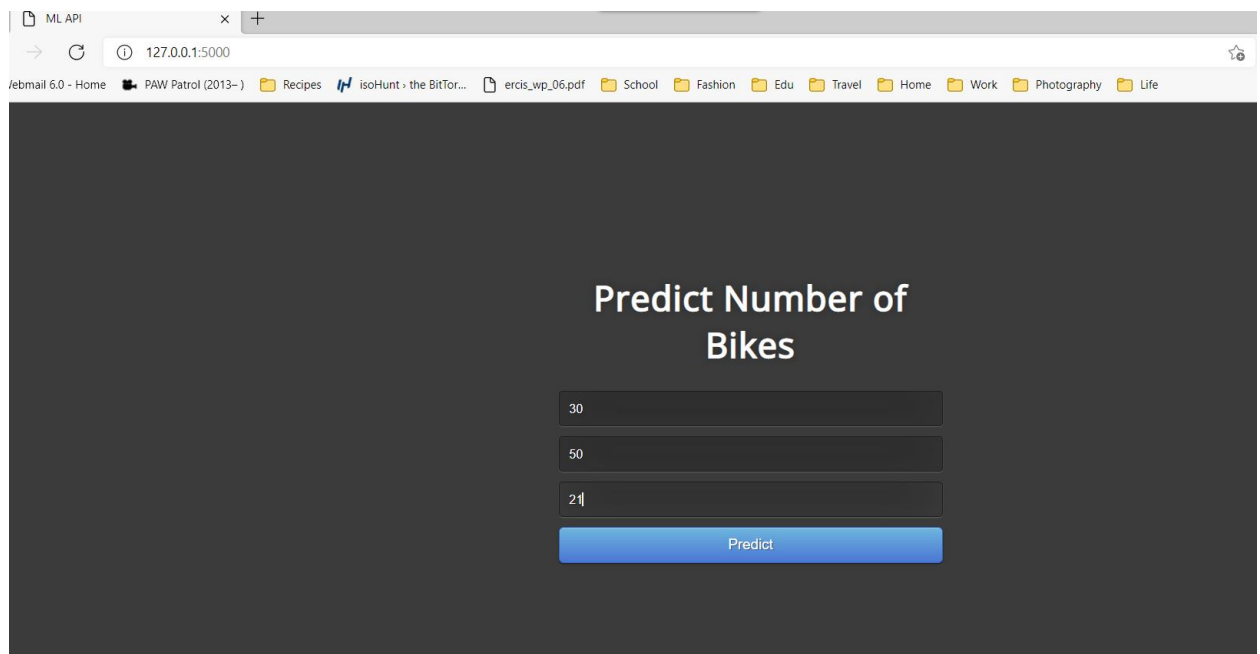 ML API
127.0.0.1:5000
Webmail 6.0 - Home PAW Patrol (2013– ) Recipes isoHunt › the BitTor... ercis_wp_06.pdf School Fashion Edu Travel Home Work Photography Life
Predict Number of
Bikes
30
50
21
Predict